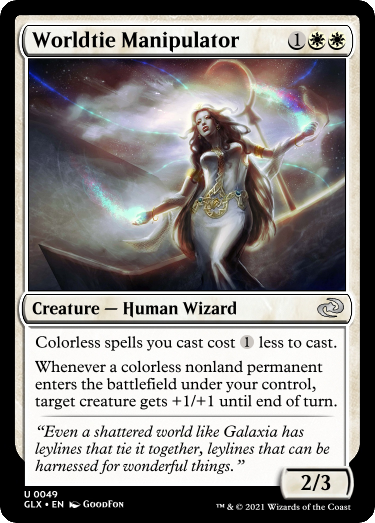 Worldtie Manipulator 1
Creature — Human Wizard
Colorless spells you cast cost 1 less to cast.
Whenever a colorless nonland permanent
enters the battlefield under your control,
target creature gets +1/+1 until end of turn.
“Even a shattered world like Galaxia has
leylines that tie it together, leylines that can
be harnessed for wonderful things.”
2/3
U 0049
GLX • EN GoodFon
™ & © 2021 Wizards of the Coast